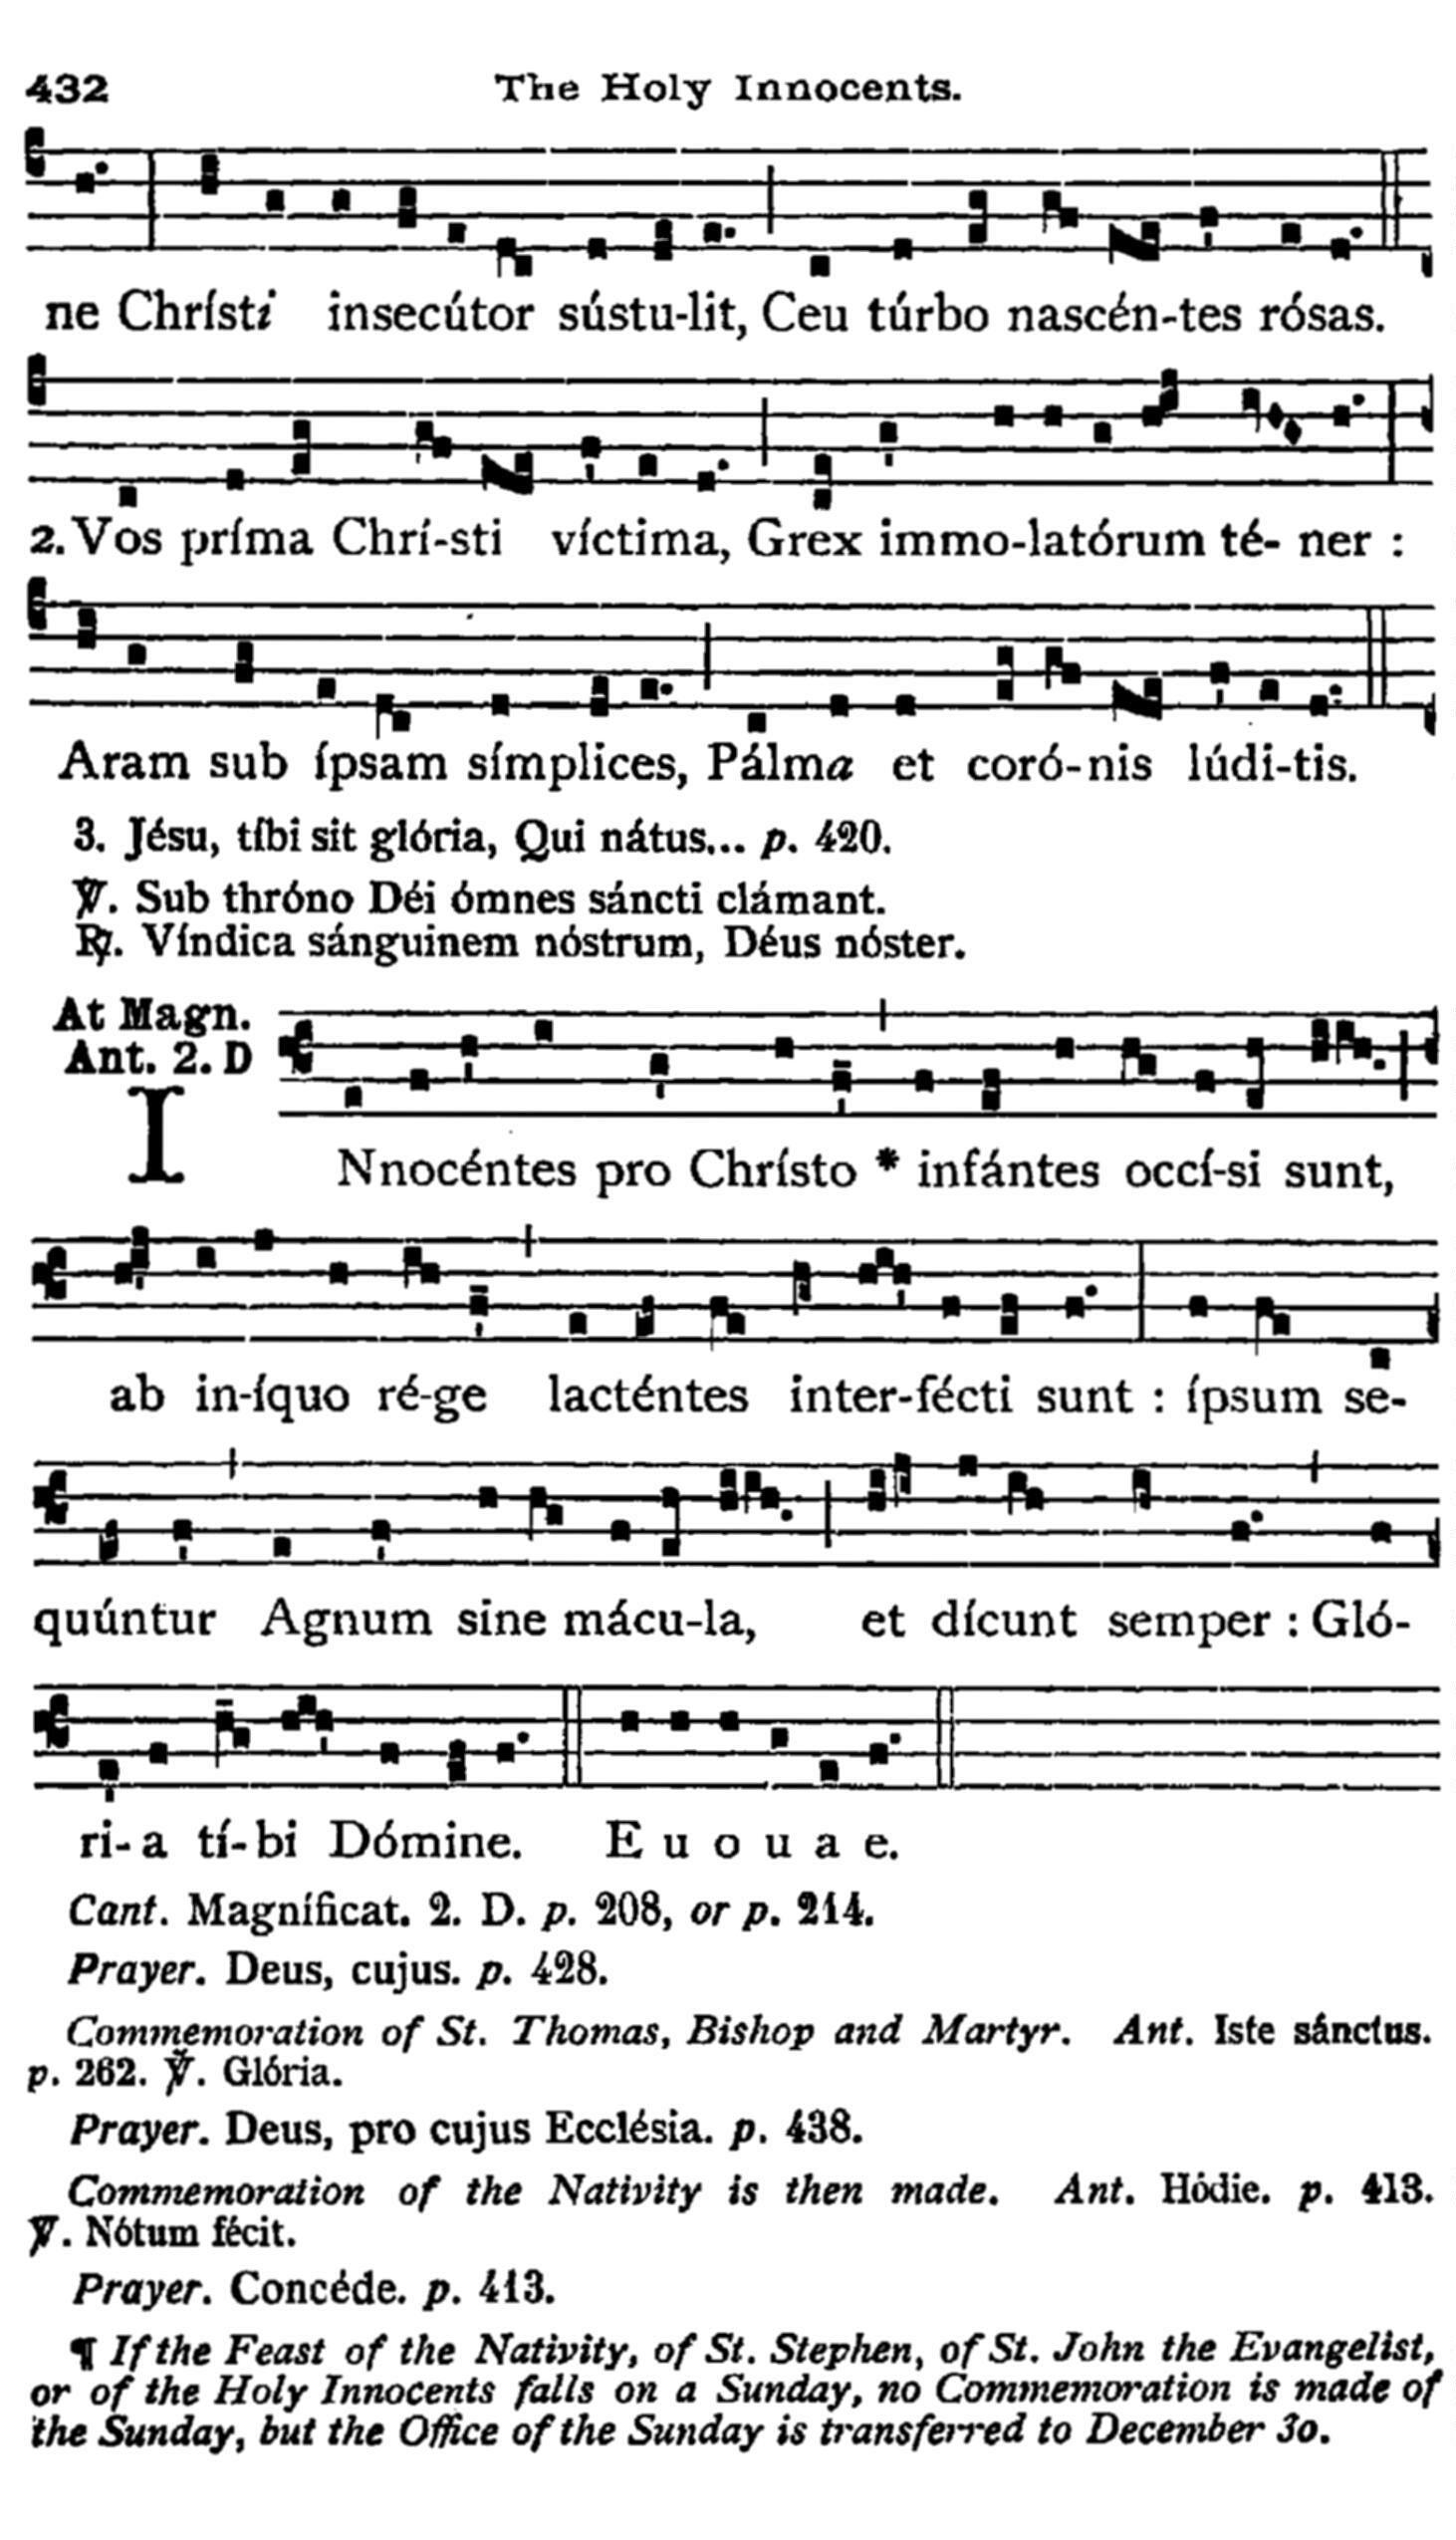 432 The Holy Innocents.
ne Chrísti insecútor sústu-lit, Ceu túrbo nascén-tes rósas.
2. Vos príma Chrí-sti víctima, Grex immo-latórum té- ner :
Aram sub ípsam símplices, Pálma et coró-nis lúdi-tis.
3. Jésu, tíbi sit glória, Qui nátus... p. 420.
℣. Sub thróno Déi ómnes sáncti clámant.
℟. Víndica sánguinem nóstrum, Déus nóster.
At Magn.
Ant. 2. D
INnocéntes pro Chrísto * infántes occí-si sunt,
ab in-íquo ré-ge lacténtes inter-fécti sunt : ípsum se-
quúntur Agnum sine mácu-la, et dícunt semper : Gló-
ri- a tí- bi Dómine. E u o u a e.
Cant. Magníficat. 2. D. p. 208, or p. 214.
Prayer. Deus, cujus. p. 428.
Commemoration of St. Thomas, Bishop and Martyr. Ant. Iste sánctus.
p. 262. ℣. Glória.
Prayer. Deus, pro cujus Ecclésia. p. 438.
Commemoration of the Nativity is then made. Ant. Hódie. p. 413.
℣. Nótum fécit.
Prayer. Concéde. p. 413.
¶ If the Feast of the Nativity, of St. Stephen, of St. John the Evangelist,
or of the Holy Innocents falls on a Sunday, no Commemoration is made of
the Sunday, but the Office of the Sunday is transferred to December 30.